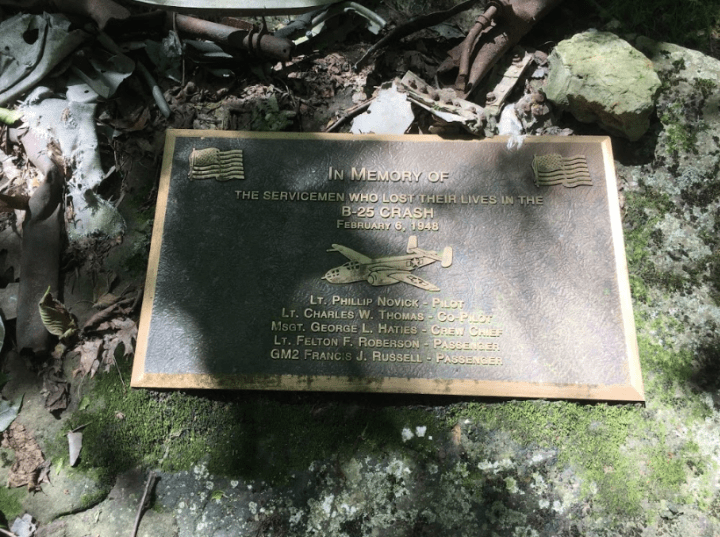 IN MEMORY OF
THE SERVICEMEN WHO LOST THEIR LIVES IN THE
B-25 CRASH
FEBRUARY 6, 1948
LT. PHILLIP NOVICK - PILOT
LT. CHARLES W. THOMAS - CO-PILOT
MSGT. GEORGE L. HATIES - CREW CHIEF
LT. FELTON F. ROBERSON - PASSENGER
GM2 FRANCIS J. RUSSELL - PASSENGER